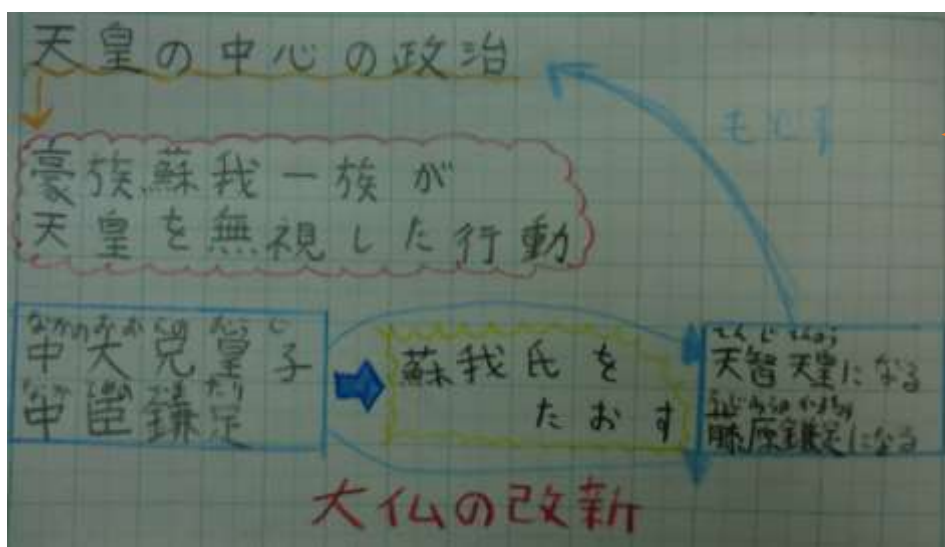 天皇の中心の政治
もどす
豪族蘇我一族が
天皇を無視した行動
なかのおおえのおうじ
中大兄皇子
なかとみのかまたり
中臣鎌足
蘇我氏を
たおす
てんじてんのう
天智天皇になる
ふじわらのかまたり
藤原鎌足になる
大仏の改新